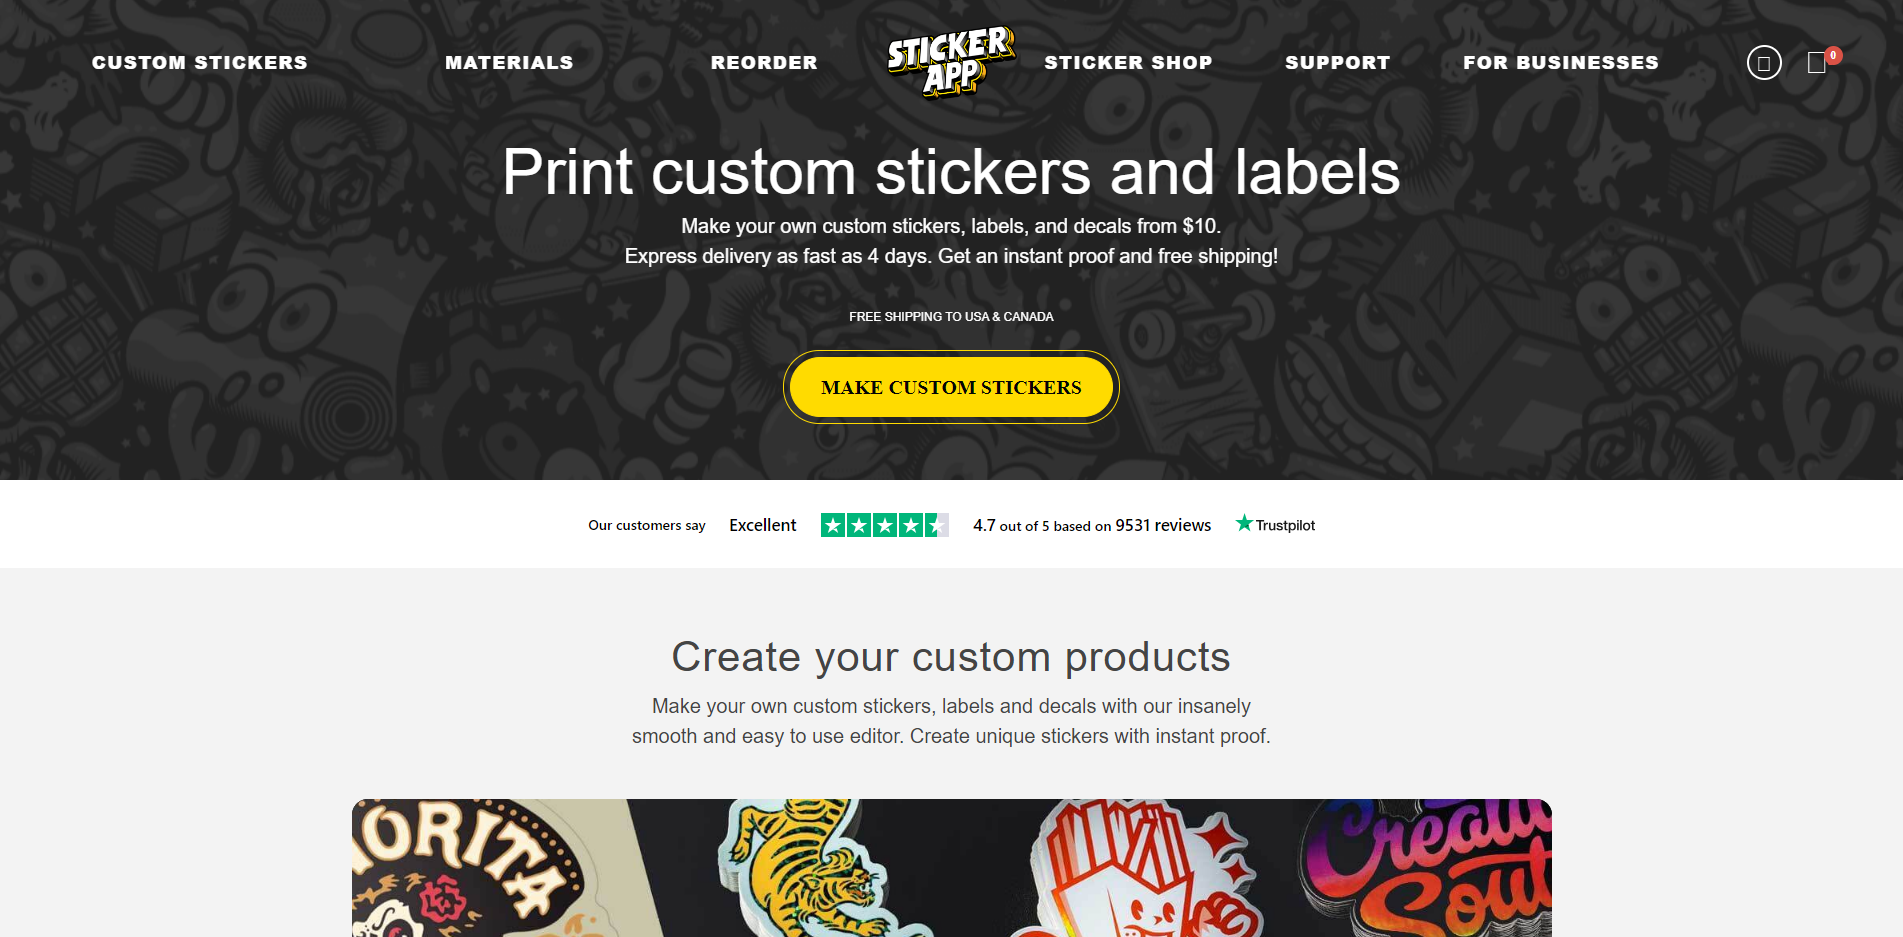 CUSTOM STICKERS
MATERIALS
REORDER
STICKER
APP
STICKER SHOP
SUPPORT
FOR BUSINESSES
0
Print custom stickers and labels
Make your own custom stickers, labels, and decals from $10.
Express delivery as fast as 4 days. Get an instant proof and free shipping!
FREE SHIPPING TO USA & CANADA
MAKE CUSTOM STICKERS
Our customers say Excellent 4.7 out of 5 based on 9531 reviews Trustpilot
Create your custom products
Make your own custom stickers, labels and decals with our insanely
smooth and easy to use editor. Create unique stickers with instant proof.
ORITA
Creati
Soul